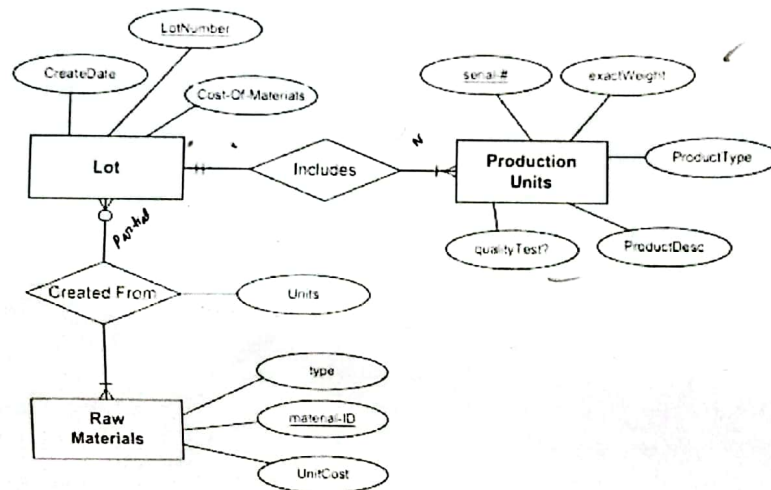 LotNumber
CreateDate
Cost-Of-Materials
serial-#
exactWeight
Lot
Includes
N
Production
Units
ProductType
Partial
qualityTest?
ProductDesc
Created From
Units
type
Raw
Materials
material-ID
UnitCost